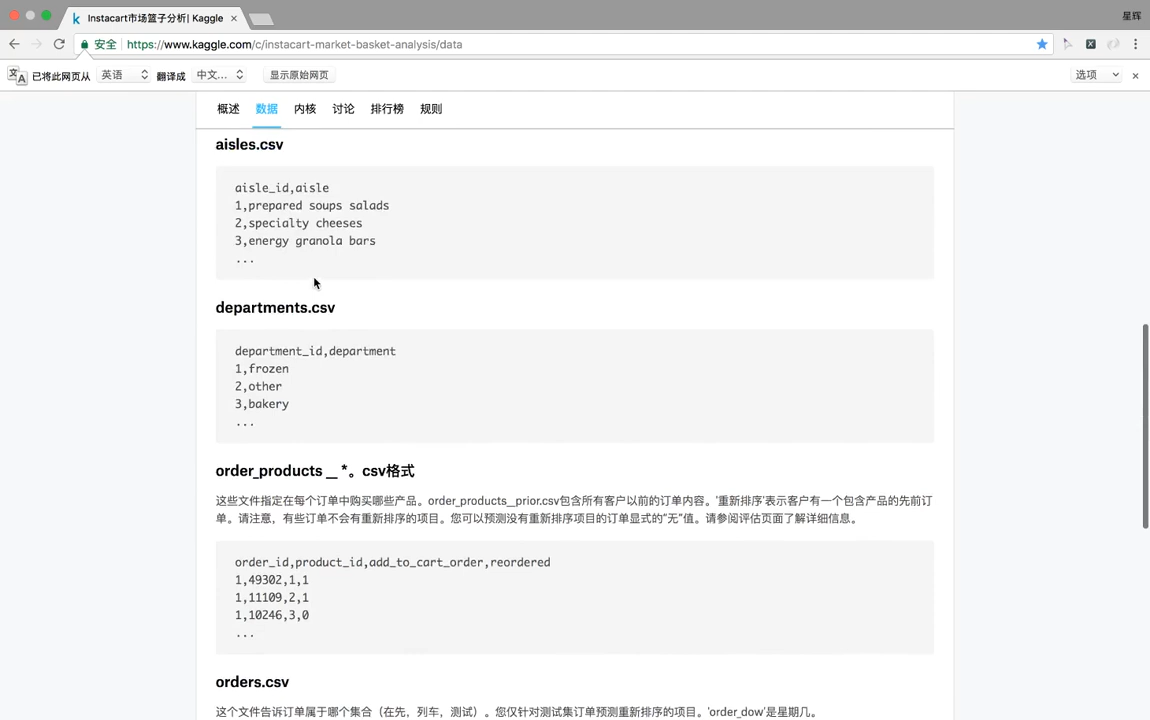 Instacart市场篮子分析| Kaggle
星辉
安全 https://www.kaggle.com/c/instacart-market-basket-analysis/data
已将此网页从 英语 翻译成 中文... 显示原始网页 选项
概述 数据 内核 讨论 排行榜 规则
aisles.csv
aisle_id,aisle
1,prepared soups salads
2,specialty cheeses
3,energy granola bars
...
departments.csv
department_id,department
1,frozen
2,other
3,bakery
...
order_products __ *。csv格式
这些文件指定在每个订单中购买哪些产品。order_products__prior.csv包含所有客户以前的订单内容。'重新排序'表示客户有一个包含产品的先前订
单。请注意，有些订单不会有重新排序的项目。您可以预测没有重新排序项目的订单显式的“无”值。请参阅评估页面了解详细信息。
order_id,product_id,add_to_cart_order,reordered
1,49302,1,1
1,11109,2,1
1,10246,3,0
...
orders.csv
这个文件告诉订单属于哪个集合（在先，列车，测试）。您仅针对测试集订单预测重新排序的项目。'order_dow'是星期几。